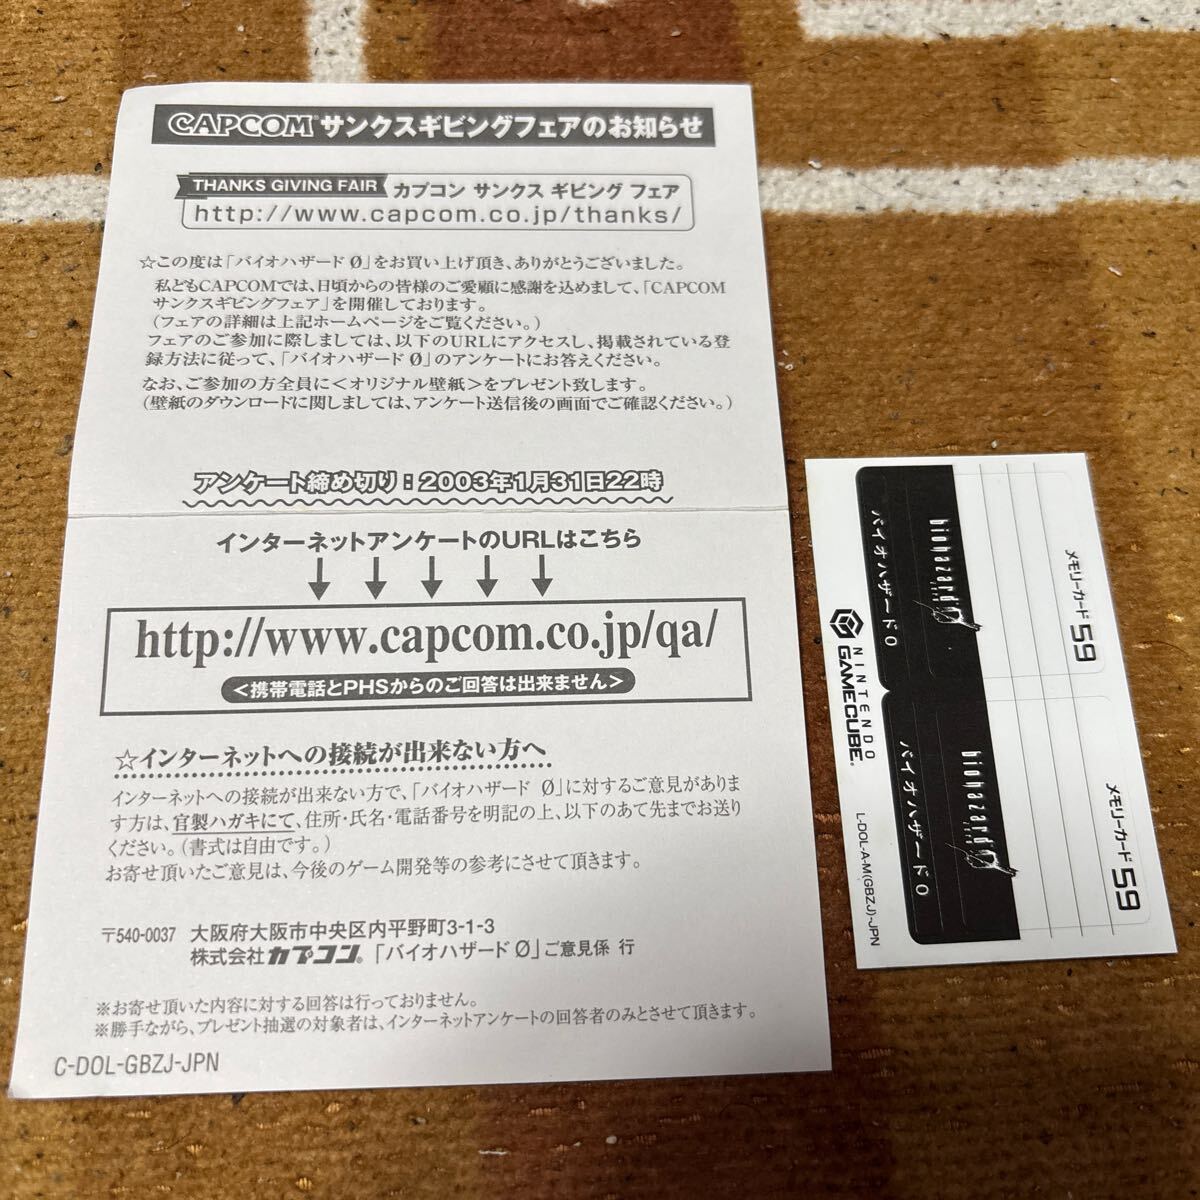 CAPCOM®サンクスギビングフェアのお知らせ
THANKS GIVING FAIR カプコン サンクス ギビング フェア
http://www.capcom.co.jp/thanks/
☆この度は「バイオハザード 0」をお買い上げ頂き、ありがとうございました。
私どもCAPCOMでは、日頃からの皆様のご愛顧に感謝を込めまして、「CAPCOM
サンクスギビングフェア」を開催しております。
(フェアの詳細は上記ホームページをご覧ください。)
フェアのご参加に際しましては、以下のURLにアクセスし、掲載されている登
録方法に従って、「バイオハザード 0」のアンケートにお答えください。
なお、ご参加の方全員に<オリジナル壁紙>をプレゼント致します。
(壁紙のダウンロードに関しましては、アンケート送信後の画面でご確認ください。)
アンケート締め切り:2003年1月31日22時
インターネットアンケートのURLはこちら
↓ ↓ ↓ ↓ ↓
http://www.capcom.co.jp/qa/
<携帯電話とPHSからのご回答は出来ません>
☆インターネットへの接続が出来ない方へ
インターネットへの接続が出来ない方で、「バイオハザード 0」に対するご意見がありま
す方は、官製ハガキにて、住所・氏名・電話番号を明記の上、以下のあて先までお送り
ください。(書式は自由です。)
お寄せ頂いたご意見は、今後のゲーム開発等の参考にさせて頂きます。
〒540-0037 大阪府大阪市中央区内平野町3-1-3
株式会社カプコン®「バイオハザード 0」ご意見係 行
※お寄せ頂いた内容に対する回答は行っておりません。
※勝手ながら、プレゼント抽選の対象者は、インターネットアンケートの回答者のみとさせて頂きます。
C-DOL-GBZJ-JPN
メモリーカード 59
biohazard 0
バイオハザード0
メモリーカード 59
biohazard 0
バイオハザード0
NINTENDO
GAMECUBE™
L-DOL-A-M(GBZJ)-JPN